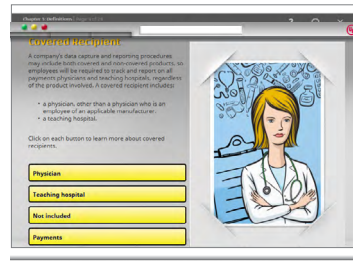 Chapter 1: Definitions
Covered Recipient
A company's data capture and reporting procedures
may include both covered and non-covered products, so
employees will be required to track and report on all
payments physicians and teaching hospitals, regardless
of the product involved. A covered recipient includes:
• a physician, other than a physician who is an
employee of an applicable manufacturer.
• a teaching hospital.
Click on each button to learn more about covered
recipients.
Physician
Teaching hospital
Not included
Payments